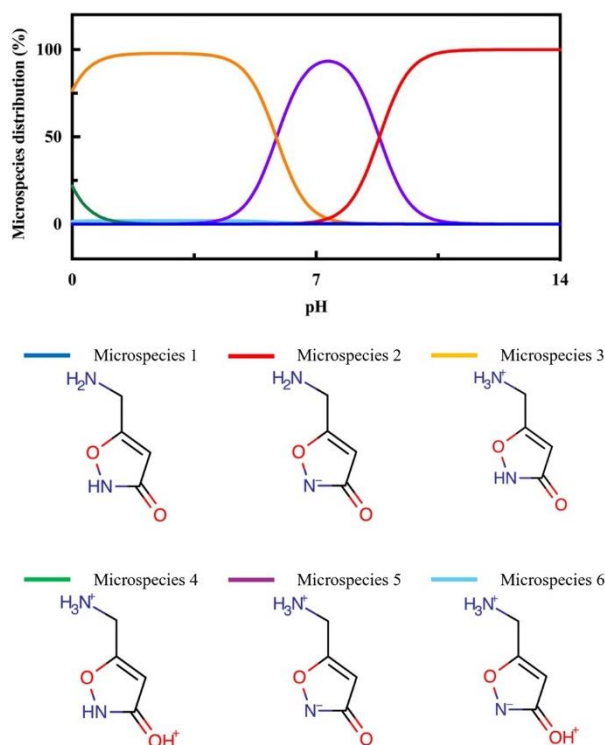 Microspecies distribution (%)
100
50
0
0 7 14
pH
Microspecies 1 Microspecies 2 Microspecies 3
H₂N H₂N H₃N⁺
O O O
HN N⁻ HN
O O O
Microspecies 4 Microspecies 5 Microspecies 6
H₃N⁺ H₃N⁺ H₃N⁺
O O O
HN N⁻ N⁻
OH⁺ O OH⁺